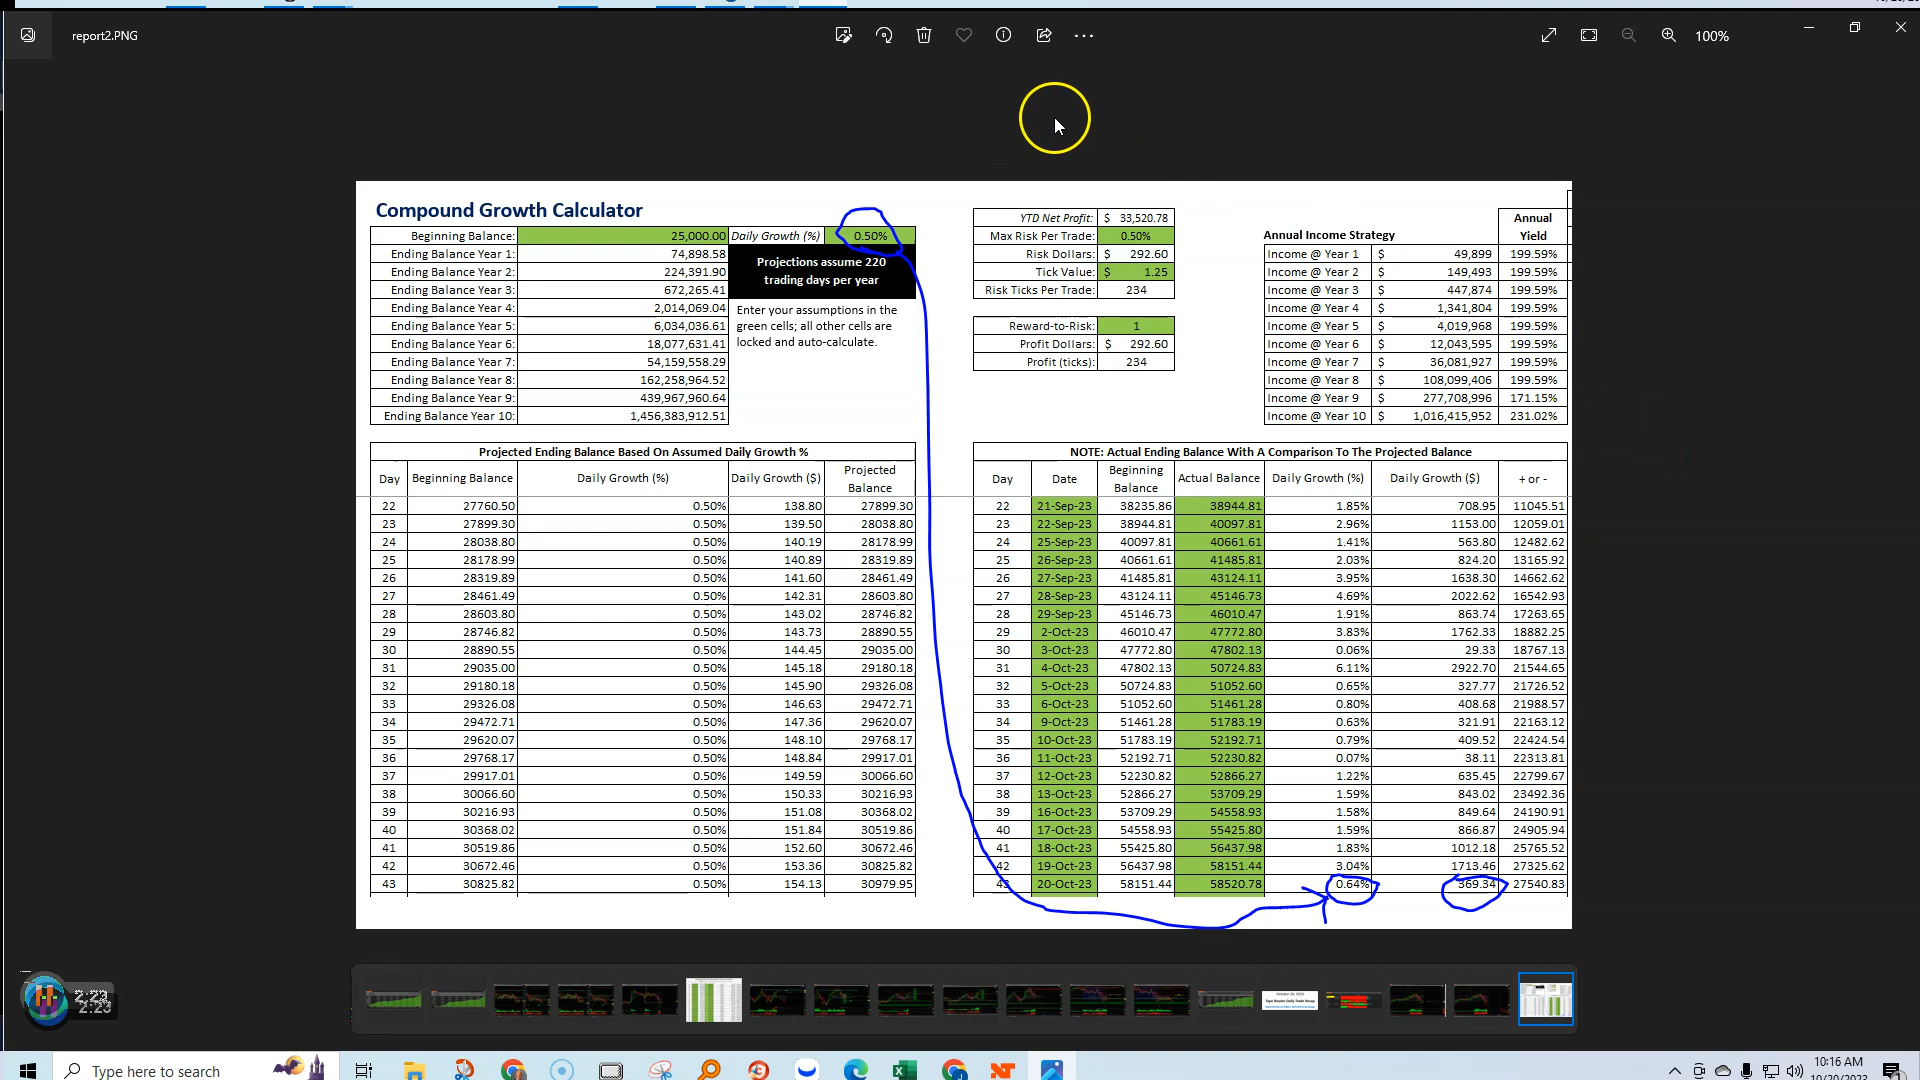 report2.PNG
100%
Compound Growth Calculator
Beginning Balance: 25,000.00 Daily Growth (%) 0.50%
Ending Balance Year 1: 74,898.58
Ending Balance Year 2: 224,391.90
Ending Balance Year 3: 672,265.41
Ending Balance Year 4: 2,014,069.04
Ending Balance Year 5: 6,034,036.61
Ending Balance Year 6: 18,077,631.41
Ending Balance Year 7: 54,159,558.29
Ending Balance Year 8: 162,258,964.52
Ending Balance Year 9: 439,967,960.64
Ending Balance Year 10: 1,456,383,912.51
Projections assume 220
trading days per year
Enter your assumptions in the
green cells; all other cells are
locked and auto-calculate.
YTD Net Profit: $ 33,520.78
Max Risk Per Trade: 0.50%
Risk Dollars: $ 292.60
Tick Value: $ 1.25
Risk Ticks Per Trade: 234
Reward-to-Risk: 1
Profit Dollars: $ 292.60
Profit (ticks): 234
Annual Income Strategy Annual Yield
Income @ Year 1 $ 49,899 199.59%
Income @ Year 2 $ 149,493 199.59%
Income @ Year 3 $ 447,874 199.59%
Income @ Year 4 $ 1,341,804 199.59%
Income @ Year 5 $ 4,019,968 199.59%
Income @ Year 6 $ 12,043,595 199.59%
Income @ Year 7 $ 36,081,927 199.59%
Income @ Year 8 $ 108,099,406 199.59%
Income @ Year 9 $ 277,708,996 171.15%
Income @ Year 10 $ 1,016,415,952 231.02%
Projected Ending Balance Based On Assumed Daily Growth %
Day Beginning Balance Daily Growth (%) Daily Growth ($) Projected Balance
22 27760.50 0.50% 138.80 27899.30
23 27899.30 0.50% 139.50 28038.80
24 28038.80 0.50% 140.19 28178.99
25 28178.99 0.50% 140.89 28319.89
26 28319.89 0.50% 141.60 28461.49
27 28461.49 0.50% 142.31 28603.80
28 28603.80 0.50% 143.02 28746.82
29 28746.82 0.50% 143.73 28890.55
30 28890.55 0.50% 144.45 29035.00
31 29035.00 0.50% 145.18 29180.18
32 29180.18 0.50% 145.90 29326.08
33 29326.08 0.50% 146.63 29472.71
34 29472.71 0.50% 147.36 29620.07
35 29620.07 0.50% 148.10 29768.17
36 29768.17 0.50% 148.84 29917.01
37 29917.01 0.50% 149.59 30066.60
38 30066.60 0.50% 150.33 30216.93
39 30216.93 0.50% 151.08 30368.02
40 30368.02 0.50% 151.84 30519.86
41 30519.86 0.50% 152.60 30672.46
42 30672.46 0.50% 153.36 30825.82
43 30825.82 0.50% 154.13 30979.95
NOTE: Actual Ending Balance With A Comparison To The Projected Balance
Day Date Beginning Balance Actual Balance Daily Growth (%) Daily Growth ($) + or -
22 21-Sep-23 38235.86 38944.81 1.85% 708.95 11045.51
23 22-Sep-23 38944.81 40097.81 2.96% 1153.00 12059.01
24 25-Sep-23 40097.81 40661.61 1.41% 563.80 12482.62
25 26-Sep-23 40661.61 41485.81 2.03% 824.20 13165.92
26 27-Sep-23 41485.81 43124.11 3.95% 1638.30 14662.62
27 28-Sep-23 43124.11 45146.73 4.69% 2022.62 16542.93
28 29-Sep-23 45146.73 46010.47 1.91% 863.74 17263.65
29 2-Oct-23 46010.47 47772.80 3.83% 1762.33 18882.25
30 3-Oct-23 47772.80 47802.13 0.06% 29.33 18767.13
31 4-Oct-23 47802.13 50724.83 6.11% 2922.70 21544.65
32 5-Oct-23 50724.83 51052.60 0.65% 327.77 21726.52
33 6-Oct-23 51052.60 51461.28 0.80% 408.68 21988.57
34 9-Oct-23 51461.28 51783.19 0.63% 321.91 22163.12
35 10-Oct-23 51783.19 52192.71 0.79% 409.52 22424.54
36 11-Oct-23 52192.71 52230.82 0.07% 38.11 22313.81
37 12-Oct-23 52230.82 52866.27 1.22% 635.45 22799.67
38 13-Oct-23 52866.27 53709.29 1.59% 843.02 23492.36
39 16-Oct-23 53709.29 54558.93 1.58% 849.64 24190.91
40 17-Oct-23 54558.93 55425.80 1.59% 866.87 24905.94
41 18-Oct-23 55425.80 56437.98 1.83% 1012.18 25765.52
42 19-Oct-23 56437.98 58151.44 3.04% 1713.46 27325.62
43 20-Oct-23 58151.44 58520.78 0.64% 369.34 27540.83
2:23
Type here to search
10:16 AM
10/20/2023